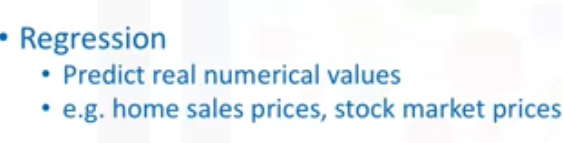 • Regression
• Predict real numerical values
• e.g. home sales prices, stock market prices